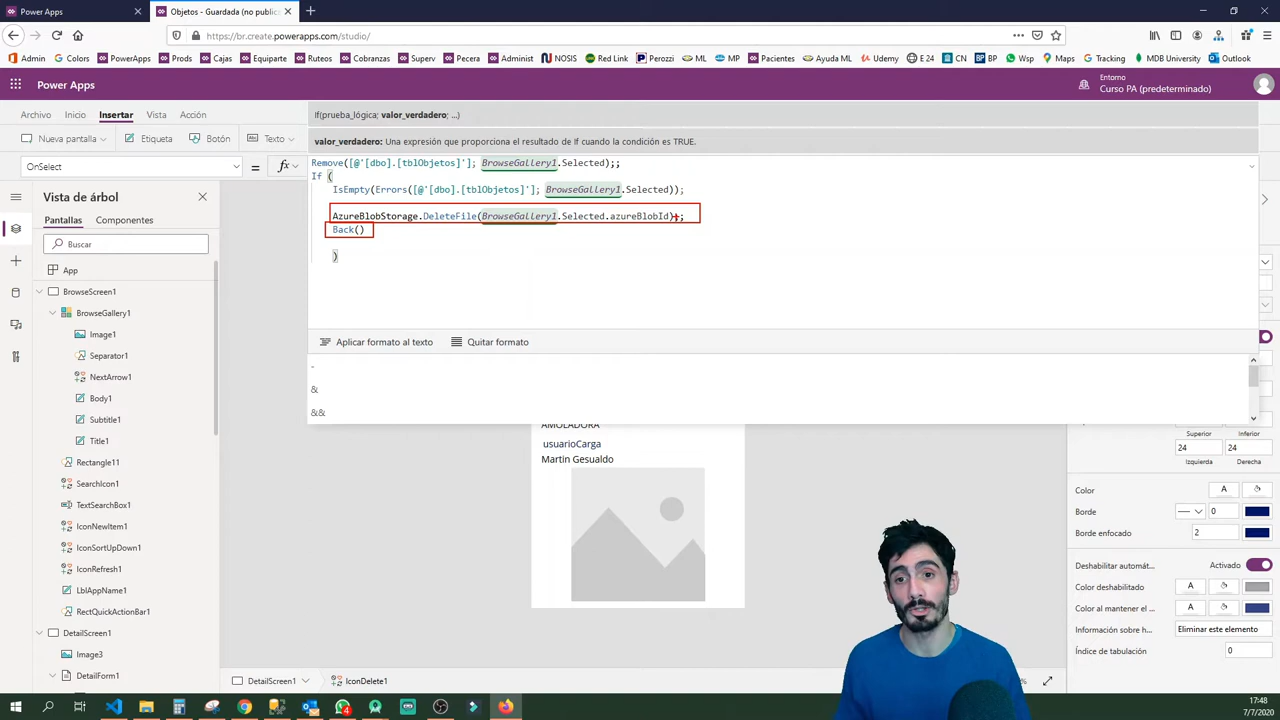 Power Apps
Objetos - Guardada (no public
https://br.create.powerapps.com/studio/
Admin Colors PowerApps Prods Cajas Equiparte Ruteos Cobranzas Superv Pecera Administ NOSIS Red Link Perozzi ML MP Pacientes Ayuda ML Udemy E 24 CN BP Wsp Maps Tracking MDB University Outlook
Power Apps
Entorno
Curso PA (predeterminado)
Archivo Inicio Insertar Vista Acción
If(prueba_lógica; valor_verdadero; ...)
Nueva pantalla Etiqueta Botón Texto
valor_verdadero: Una expresión que proporciona el resultado de If cuando la condición es TRUE.
OnSelect = fx
Remove([@'[dbo].[tblObjetos]']; BrowseGallery1.Selected);;
If (
IsEmpty(Errors([@'[dbo].[tblObjetos]']; BrowseGallery1.Selected));
AzureBlobStorage.DeleteFile(BrowseGallery1.Selected.azureBlobId);;
Back()
)
Aplicar formato al texto Quitar formato
-
&
&&
Vista de árbol
Pantallas Componentes
Buscar
App
BrowseScreen1
BrowseGallery1
Image1
Separator1
NextArrow1
Body1
Subtitle1
Title1
Rectangle11
SearchIcon1
TextSearchBox1
IconNewItem1
IconSortUpDown1
IconRefresh1
LblAppName1
RectQuickActionBar1
DetailScreen1
Image3
DetailForm1
AMOLADORA
usuarioCarga
Martin Gesualdo
DetailScreen1 IconDelete1
%
Superior Inferior
24 24
Izquierda Derecha
Color A
Borde 0
Borde enfocado 2
Deshabilitar automát... Activado
Color deshabilitado A
Color al mantener el ... A
Información sobre h... Eliminar este elemento
Índice de tabulación 0
4
17:48
7/7/2020